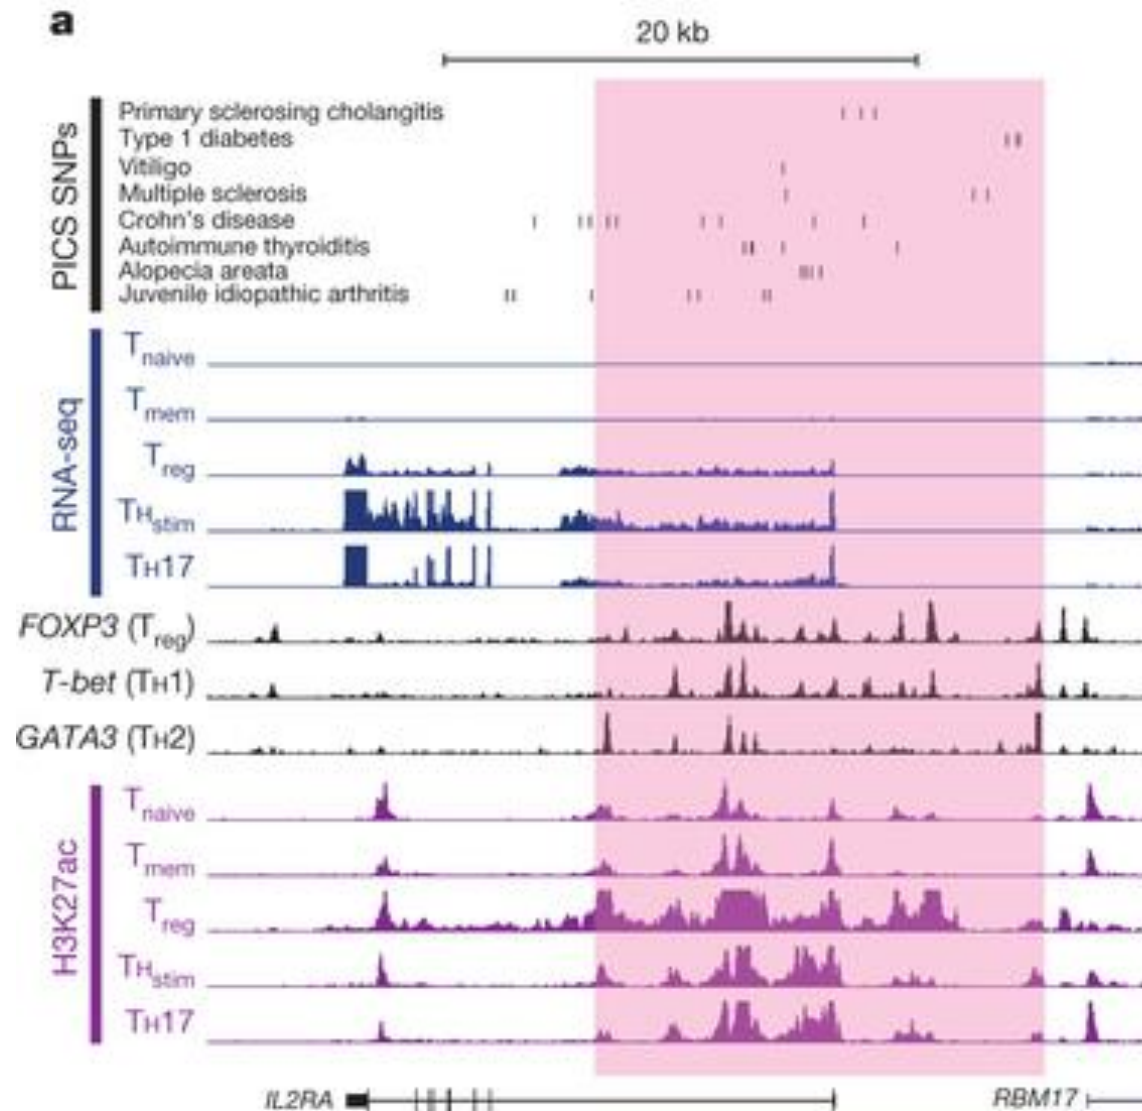 a
20 kb
PICS SNPs
Primary sclerosing cholangitis
Type 1 diabetes
Vitiligo
Multiple sclerosis
Crohn's disease
Autoimmune thyroiditis
Alopecia areata
Juvenile idiopathic arthritis
RNA-seq
Tnaive
Tmem
Treg
THstim
TH17
FOXP3 (Treg)
T-bet (TH1)
GATA3 (TH2)
H3K27ac
Tnaive
Tmem
Treg
THstim
TH17
IL2RA
RBM17